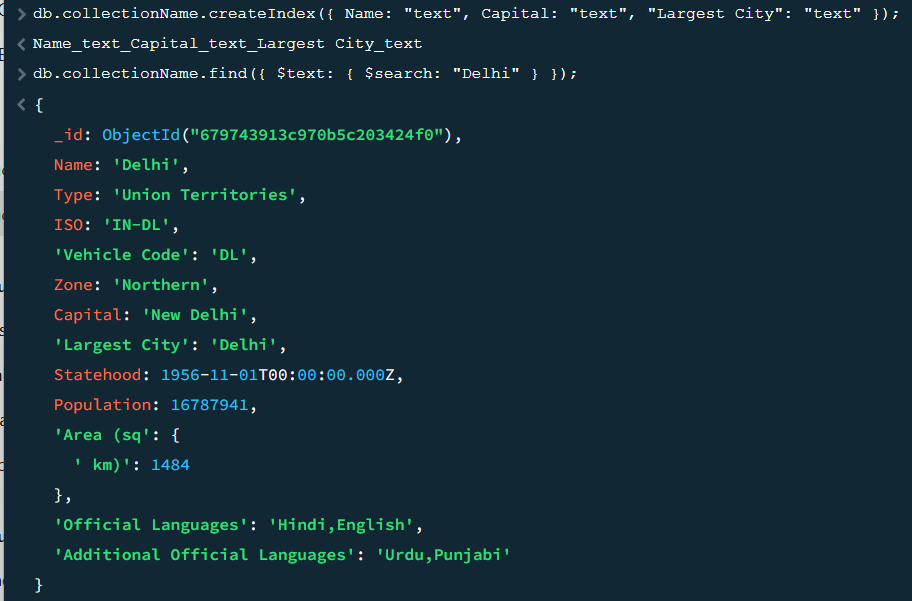 > db.collectionName.createIndex({ Name: "text", Capital: "text", "Largest City": "text" });
< Name_text_Capital_text_Largest City_text
> db.collectionName.find({ $text: { $search: "Delhi" } });
< {
_id: ObjectId("679743913c970b5c203424f0"),
Name: 'Delhi',
Type: 'Union Territories',
ISO: 'IN-DL',
'Vehicle Code': 'DL',
Zone: 'Northern',
Capital: 'New Delhi',
'Largest City': 'Delhi',
Statehood: 1956-11-01T00:00:00.000Z,
Population: 16787941,
'Area (sq': {
' km)': 1484
},
'Official Languages': 'Hindi,English',
'Additional Official Languages': 'Urdu,Punjabi'
}